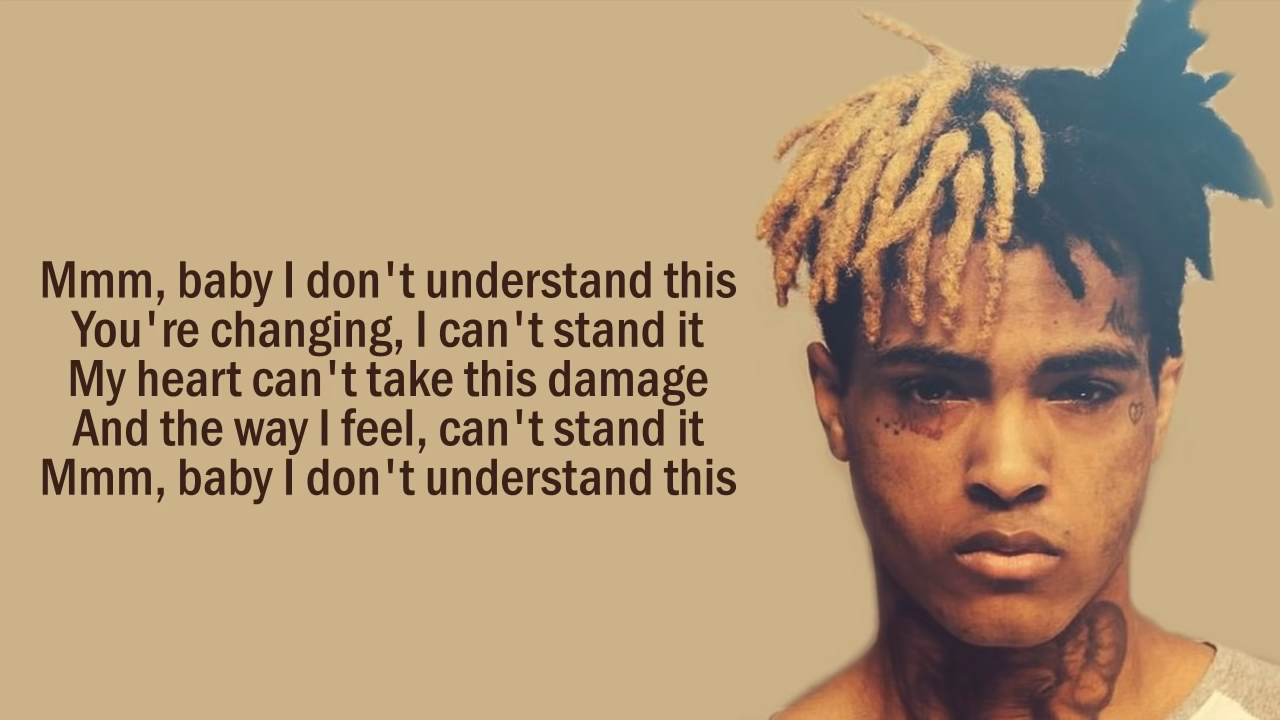 Mmm, baby I don't understand this
You're changing, I can't stand it
My heart can't take this damage
And the way I feel, can't stand it
Mmm, baby I don't understand this